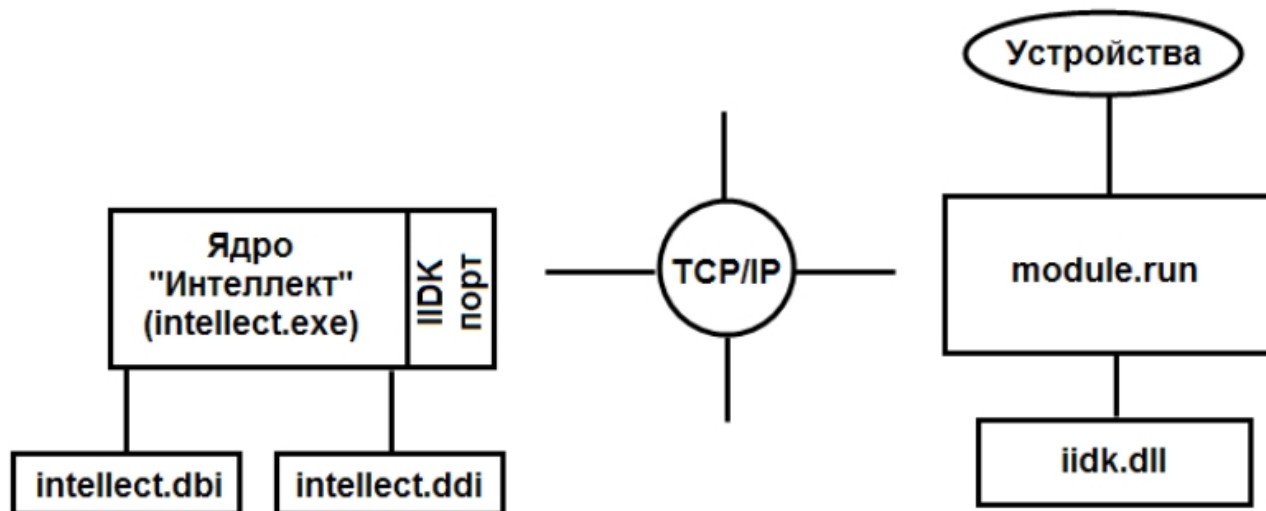 Устройства
Ядро
"Интеллект"
(intellect.exe)
IIDK
порт
TCP/IP
module.run
intellect.dbi
intellect.ddi
iidk.dll